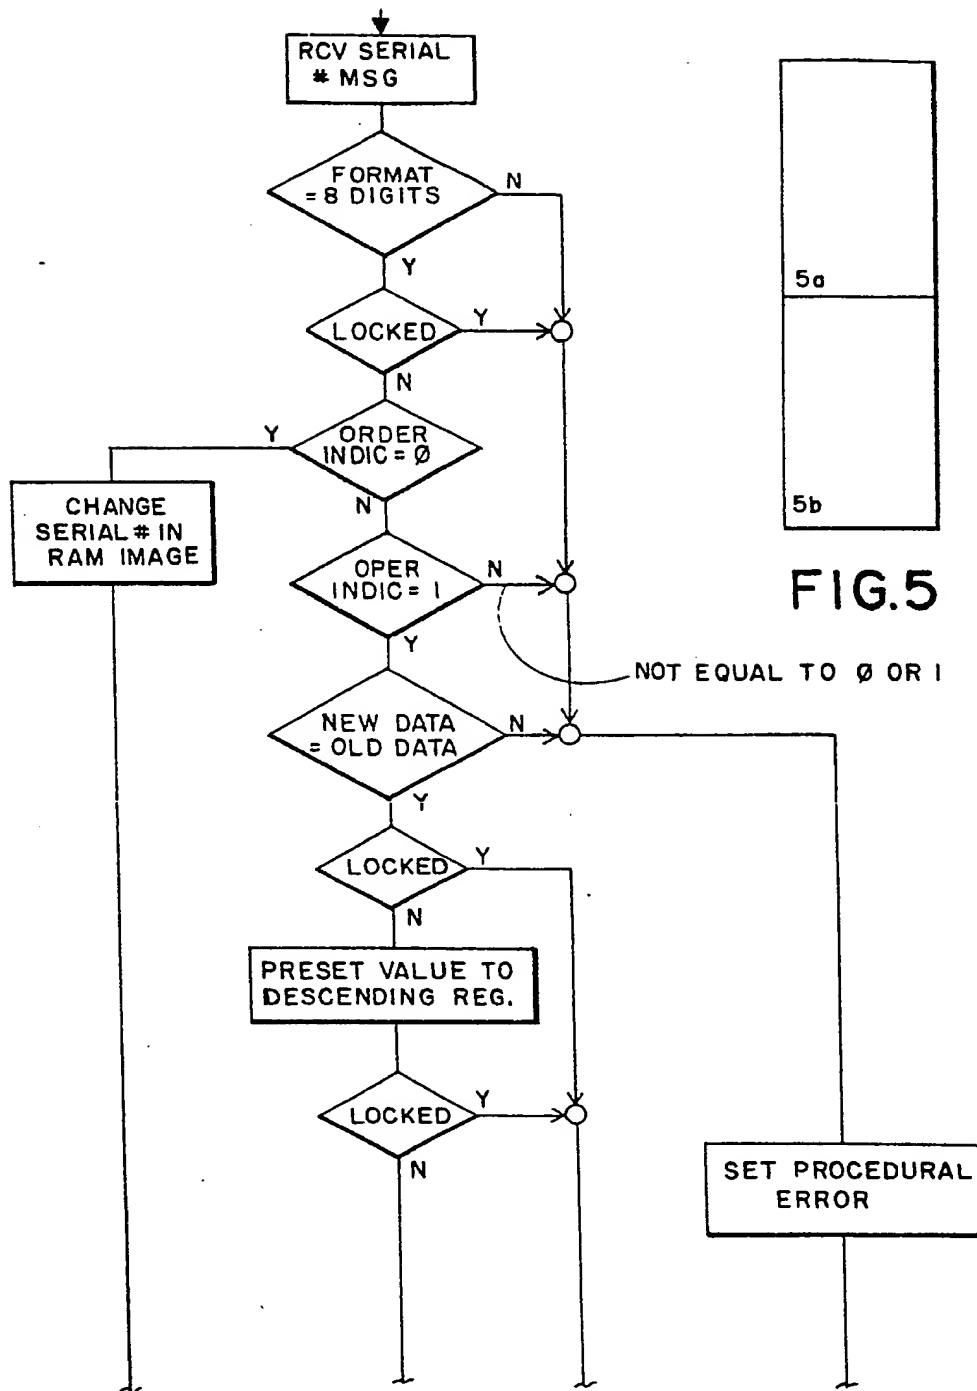 RCV SERIAL
# MSG
FORMAT
= 8 DIGITS
N
Y
LOCKED
Y
N
ORDER
INDIC = Ø
Y
N
CHANGE
SERIAL # IN
RAM IMAGE
OPER
INDIC = 1
N
Y
NOT EQUAL TO Ø OR 1
NEW DATA
= OLD DATA
N
Y
LOCKED
Y
N
PRESET VALUE TO
DESCENDING REG.
LOCKED
Y
N
SET PROCEDURAL
ERROR
5a
5b
FIG.5